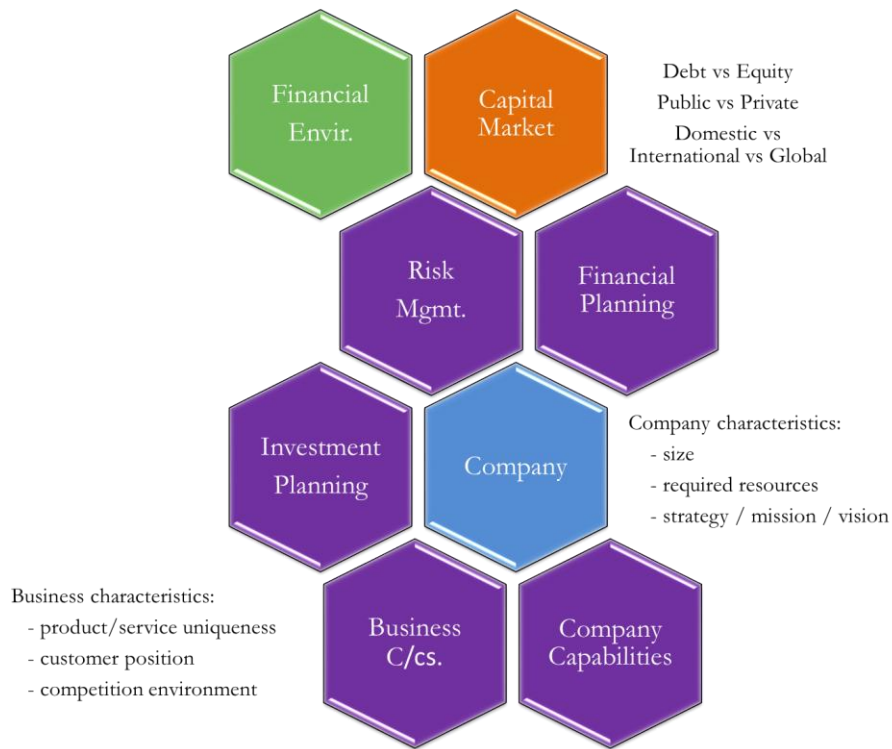 Financial
Envir.
Capital
Market
Debt vs Equity
Public vs Private
Domestic vs
International vs Global
Risk
Mgmt.
Financial
Planning
Investment
Planning
Company
Company characteristics:
- size
- required resources
- strategy / mission / vision
Business characteristics:
- product/service uniqueness
- customer position
- competition environment
Business
C/cs.
Company
Capabilities